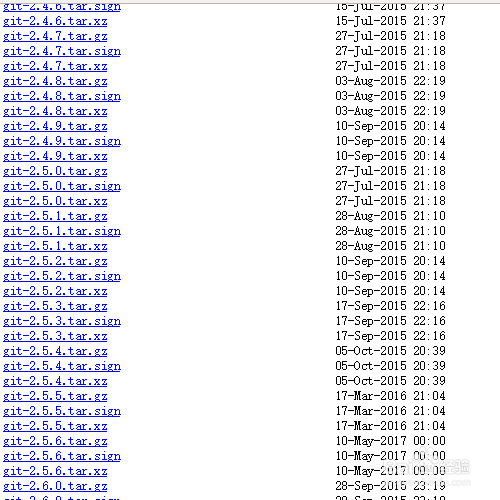 git-2.4.6.tar.sign 15-Jul-2015 21:37
git-2.4.6.tar.xz 15-Jul-2015 21:37
git-2.4.7.tar.gz 27-Jul-2015 21:18
git-2.4.7.tar.sign 27-Jul-2015 21:18
git-2.4.7.tar.xz 27-Jul-2015 21:18
git-2.4.8.tar.gz 03-Aug-2015 22:19
git-2.4.8.tar.sign 03-Aug-2015 22:19
git-2.4.8.tar.xz 03-Aug-2015 22:19
git-2.4.9.tar.gz 10-Sep-2015 20:14
git-2.4.9.tar.sign 10-Sep-2015 20:14
git-2.4.9.tar.xz 10-Sep-2015 20:14
git-2.5.0.tar.gz 27-Jul-2015 21:18
git-2.5.0.tar.sign 27-Jul-2015 21:18
git-2.5.0.tar.xz 27-Jul-2015 21:18
git-2.5.1.tar.gz 28-Aug-2015 21:10
git-2.5.1.tar.sign 28-Aug-2015 21:10
git-2.5.1.tar.xz 28-Aug-2015 21:10
git-2.5.2.tar.gz 10-Sep-2015 20:14
git-2.5.2.tar.sign 10-Sep-2015 20:14
git-2.5.2.tar.xz 10-Sep-2015 20:14
git-2.5.3.tar.gz 17-Sep-2015 22:16
git-2.5.3.tar.sign 17-Sep-2015 22:16
git-2.5.3.tar.xz 17-Sep-2015 22:16
git-2.5.4.tar.gz 05-Oct-2015 20:39
git-2.5.4.tar.sign 05-Oct-2015 20:39
git-2.5.4.tar.xz 05-Oct-2015 20:39
git-2.5.5.tar.gz 17-Mar-2016 21:04
git-2.5.5.tar.sign 17-Mar-2016 21:04
git-2.5.5.tar.xz 17-Mar-2016 21:04
git-2.5.6.tar.gz 10-May-2017 00:00
git-2.5.6.tar.sign 10-May-2017 00:00
git-2.5.6.tar.xz 10-May-2017 00:00
git-2.6.0.tar.gz 28-Sep-2015 23:19
git-2.6.0.tar.sign 28-Sep-2015 23:19